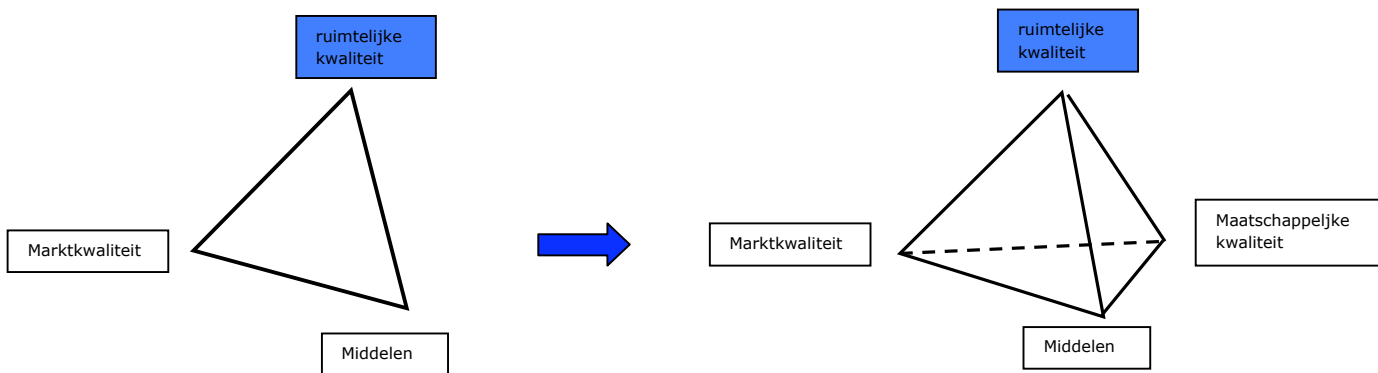 ruimtelijke
kwaliteit
Marktkwaliteit
Middelen
ruimtelijke
kwaliteit
Marktkwaliteit
Maatschappeljke
kwaliteit
Middelen